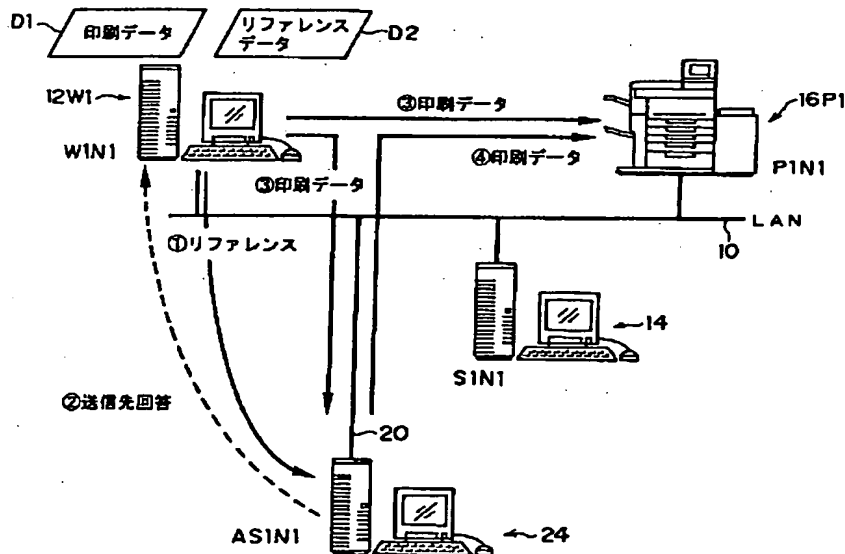 D1
印刷データ
リファレンス
データ
D2
12W1
W1N1
③印刷データ
16P1
④印刷データ
P1N1
③印刷データ
LAN
10
①リファレンス
14
S1N1
②送信先回答
20
AS1N1
24